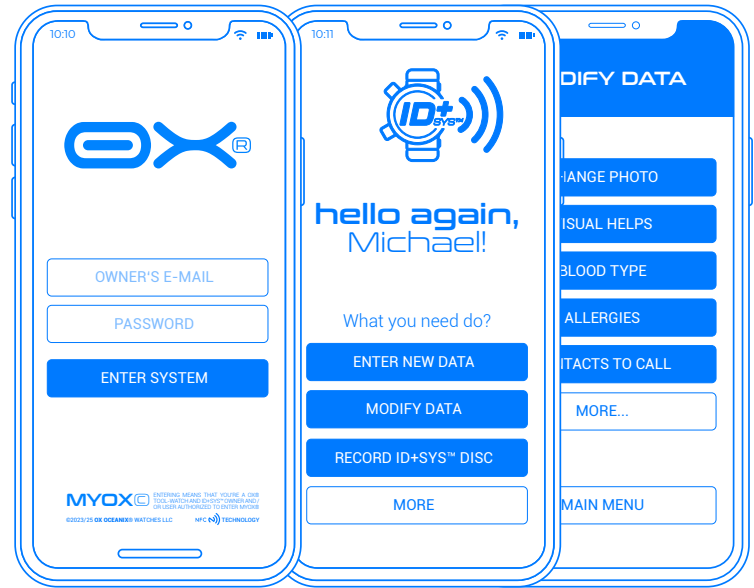 10:10
OX®
OWNER'S E-MAIL
PASSWORD
ENTER SYSTEM
MYOX©
ENTERING MEANS THAT YOU'RE A OX®
TOOL-WATCH AND ID+SYS™ OWNER AND/
OR USER AUTHORIZED TO ENTER MYOX®
©2023/25 OX OCEANIX® WATCHES LLC
NFC TECHNOLOGY
10:11
ID+
SYS™
hello again,
Michael!
What you need do?
ENTER NEW DATA
MODIFY DATA
RECORD ID+SYS™ DISC
MORE
DIFY DATA
HANGE PHOTO
ISUAL HELPS
BLOOD TYPE
ALLERGIES
TACTS TO CALL
MORE...
MAIN MENU